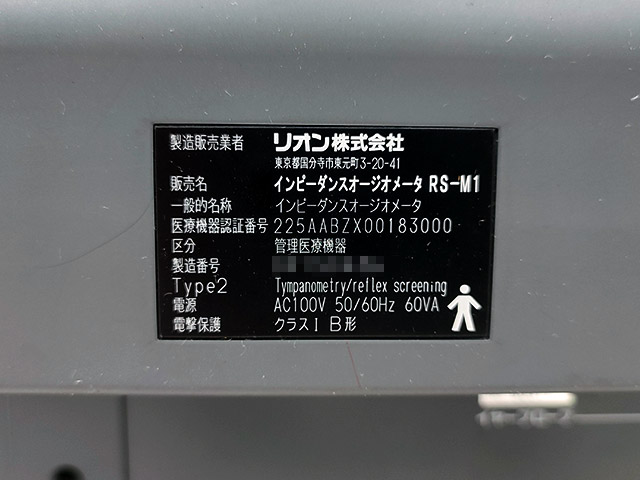 製造販売業者 リオン株式会社
東京都国分寺市東元町3-20-41
販売名 インピーダンスオージオメータ RS-M1
一般的名称 インピーダンスオージオメータ
医療機器認証番号 225AABZX00183000
区分 管理医療機器
製造番号
Type2 Tympanometry/reflex screening
電源 AC100V 50/60Hz 60VA
電撃保護 クラスⅠ B形